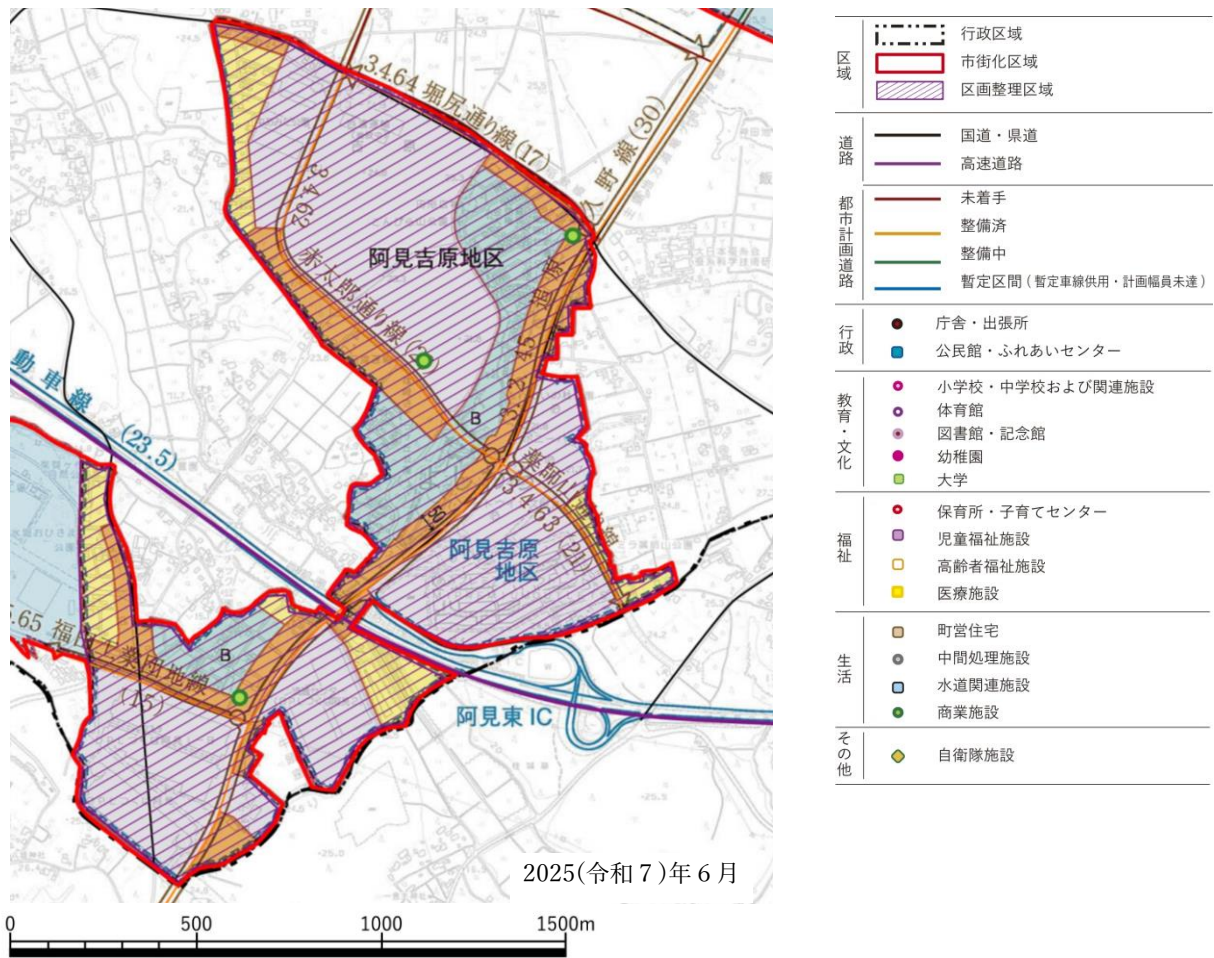 3.4.64 堀尻通り線(17)
久野線(30)
3.4.62
赤太郎通り線
阿見吉原地区
3.2.45
B
動車線 (23.5)
薬師山
3.4.63
阿見吉原
地区
.65 福田工業団地線
(15)
B
阿見東 IC
2025(令和７)年６月
0 500 1000 1500m
区域
行政区域
市街化区域
区画整理区域
道路
国道・県道
高速道路
都市計画道路
未着手
整備済
整備中
暫定区間 ( 暫定車線供用・計画幅員未達 )
行政
庁舎・出張所
公民館・ふれあいセンター
教育・文化
小学校・中学校および関連施設
体育館
図書館・記念館
幼稚園
大学
福祉
保育所・子育てセンター
児童福祉施設
高齢者福祉施設
医療施設
生活
町営住宅
中間処理施設
水道関連施設
商業施設
その他
自衛隊施設